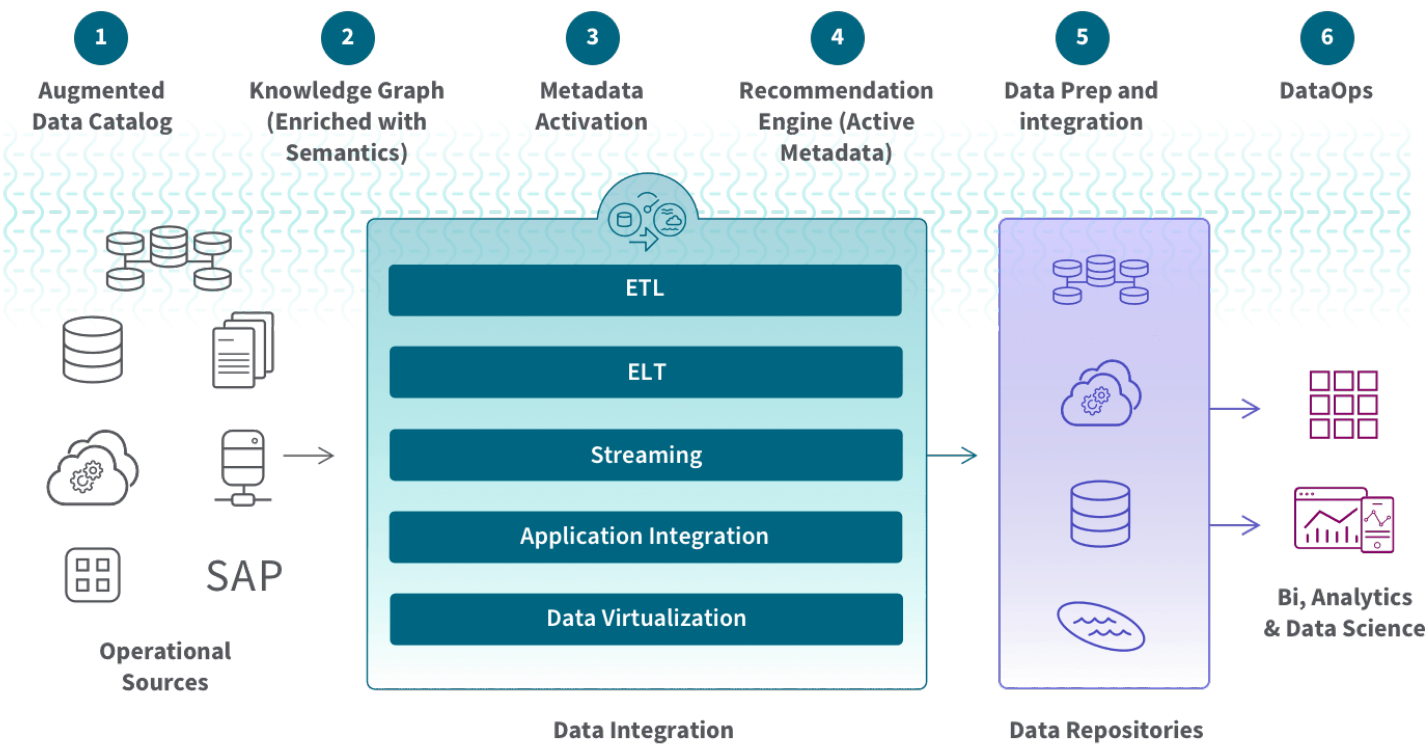 1
Augmented
Data Catalog
2
Knowledge Graph
(Enriched with
Semantics)
3
Metadata
Activation
4
Recommendation
Engine (Active
Metadata)
5
Data Prep and
integration
6
DataOps
SAP
Operational
Sources
ETL
ELT
Streaming
Application Integration
Data Virtualization
Data Integration
Data Repositories
Bi, Analytics
& Data Science